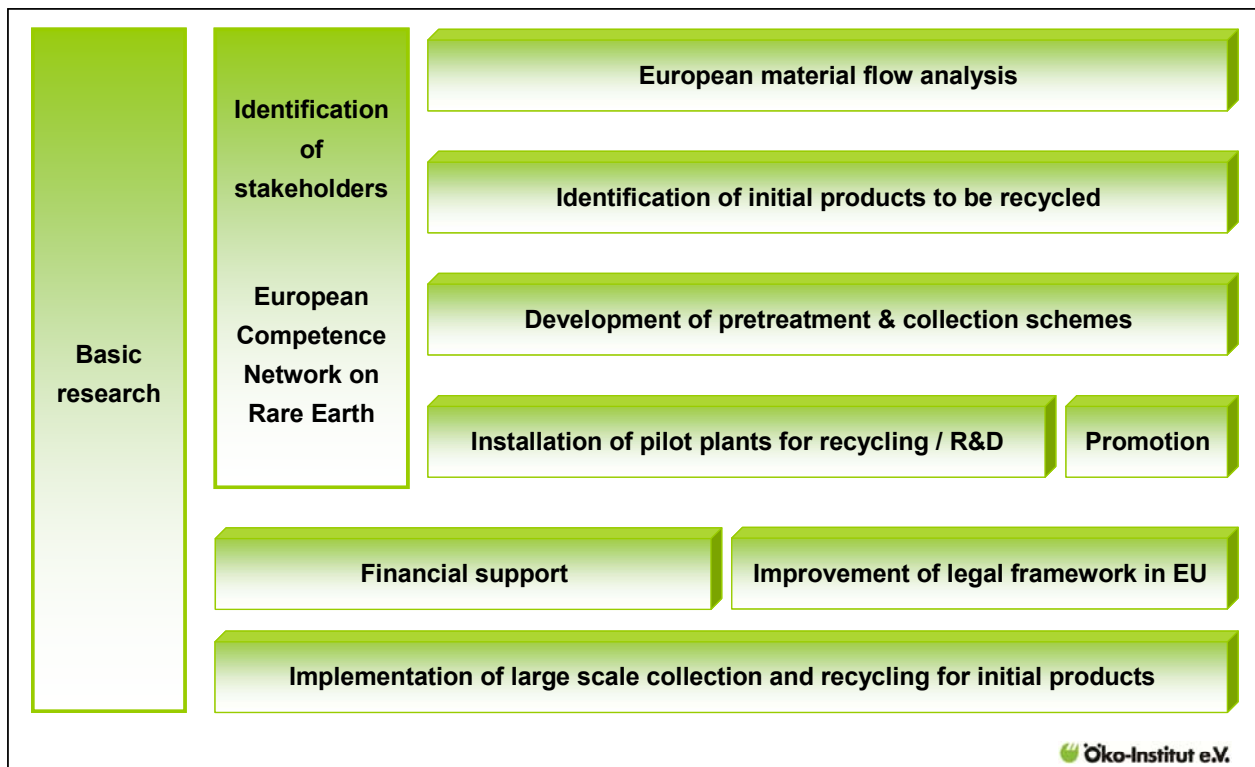 Basic
research
Identification
of
stakeholders
European
Competence
Network on
Rare Earth
European material flow analysis
Identification of initial products to be recycled
Development of pretreatment & collection schemes
Installation of pilot plants for recycling / R&D
Promotion
Financial support
Improvement of legal framework in EU
Implementation of large scale collection and recycling for initial products
Öko-Institut e.V.